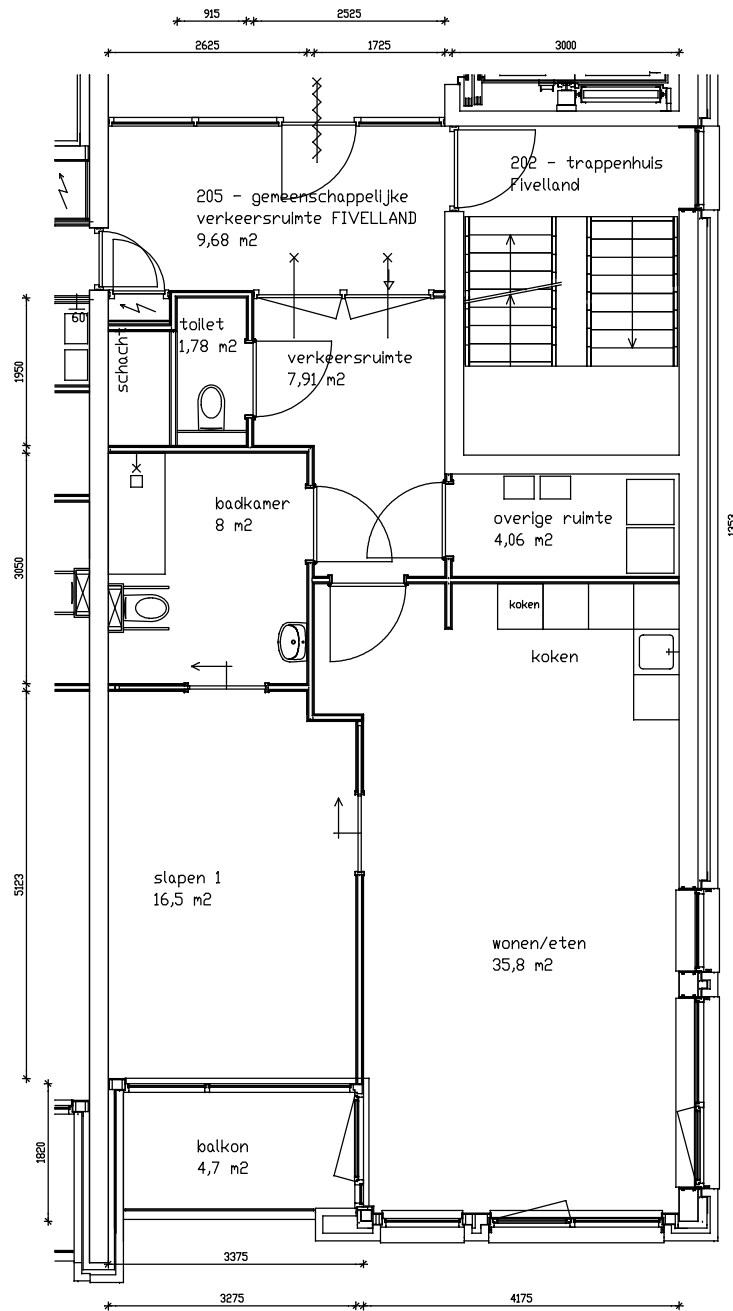 915
2525
2625
1725
3000
202 - trappenhuis
Fivelland
205 - gemeenschappelijke
verkeersruimte FIVELLAND
9,68 m2
60
toilet
1,78 m2
schacht
verkeersruimte
7,91 m2
1950
badkamer
8 m2
overige ruimte
4,06 m2
1353
3050
koken
koken
slapen 1
16,5 m2
5123
wonen/eten
35,8 m2
balkon
4,7 m2
1820
3375
3275
4175